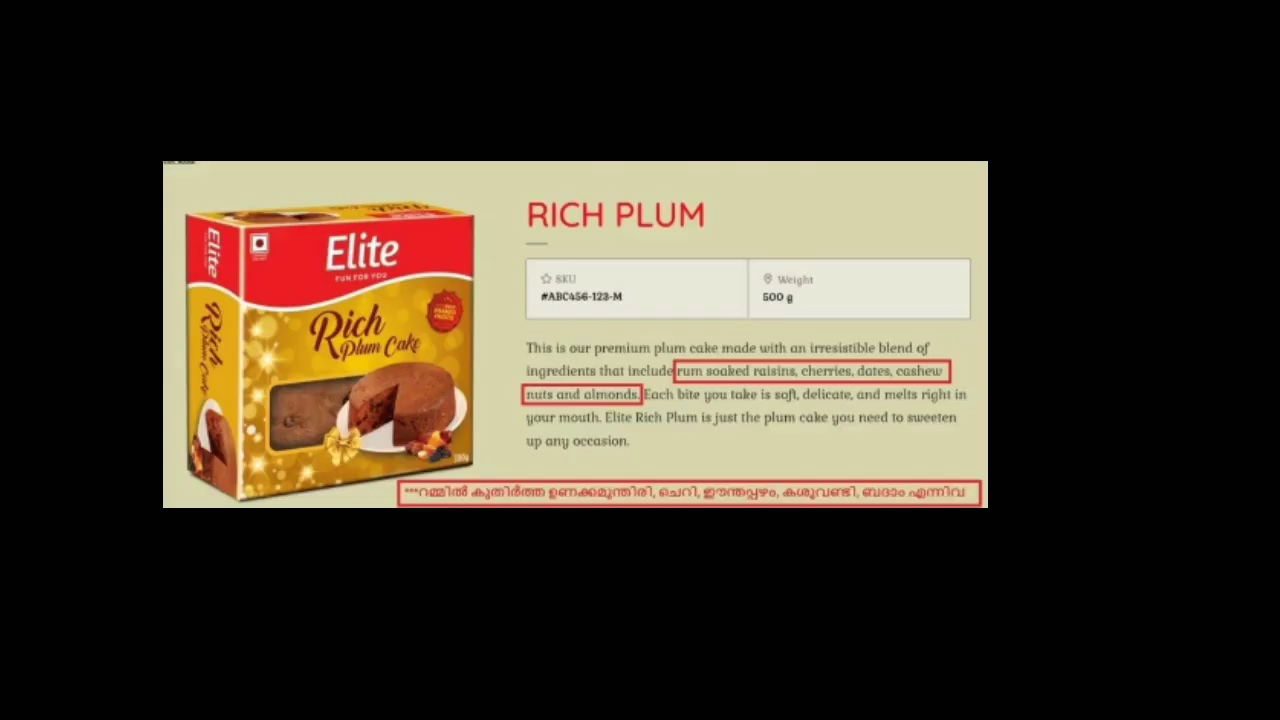 Elite
FUN FOR YOU
Rich
Plum Cake
Elite
Rich
Plum Cake
RICH PLUM
SKU
#ABC456-123-M
Weight
500 g
This is our premium plum cake made with an irresistible blend of
ingredients that include rum soaked raisins, cherries, dates, cashew
nuts and almonds. Each bite you take is soft, delicate, and melts right in
your mouth. Elite Rich Plum is just the plum cake you need to sweeten
up any occasion.
***റമ്മിൽ കുതിർത്ത ഉണക്കമുന്തിരി, ചെറി, ഈന്തപ്പഴം, കശുവണ്ടി, ബദാം എന്നിവ